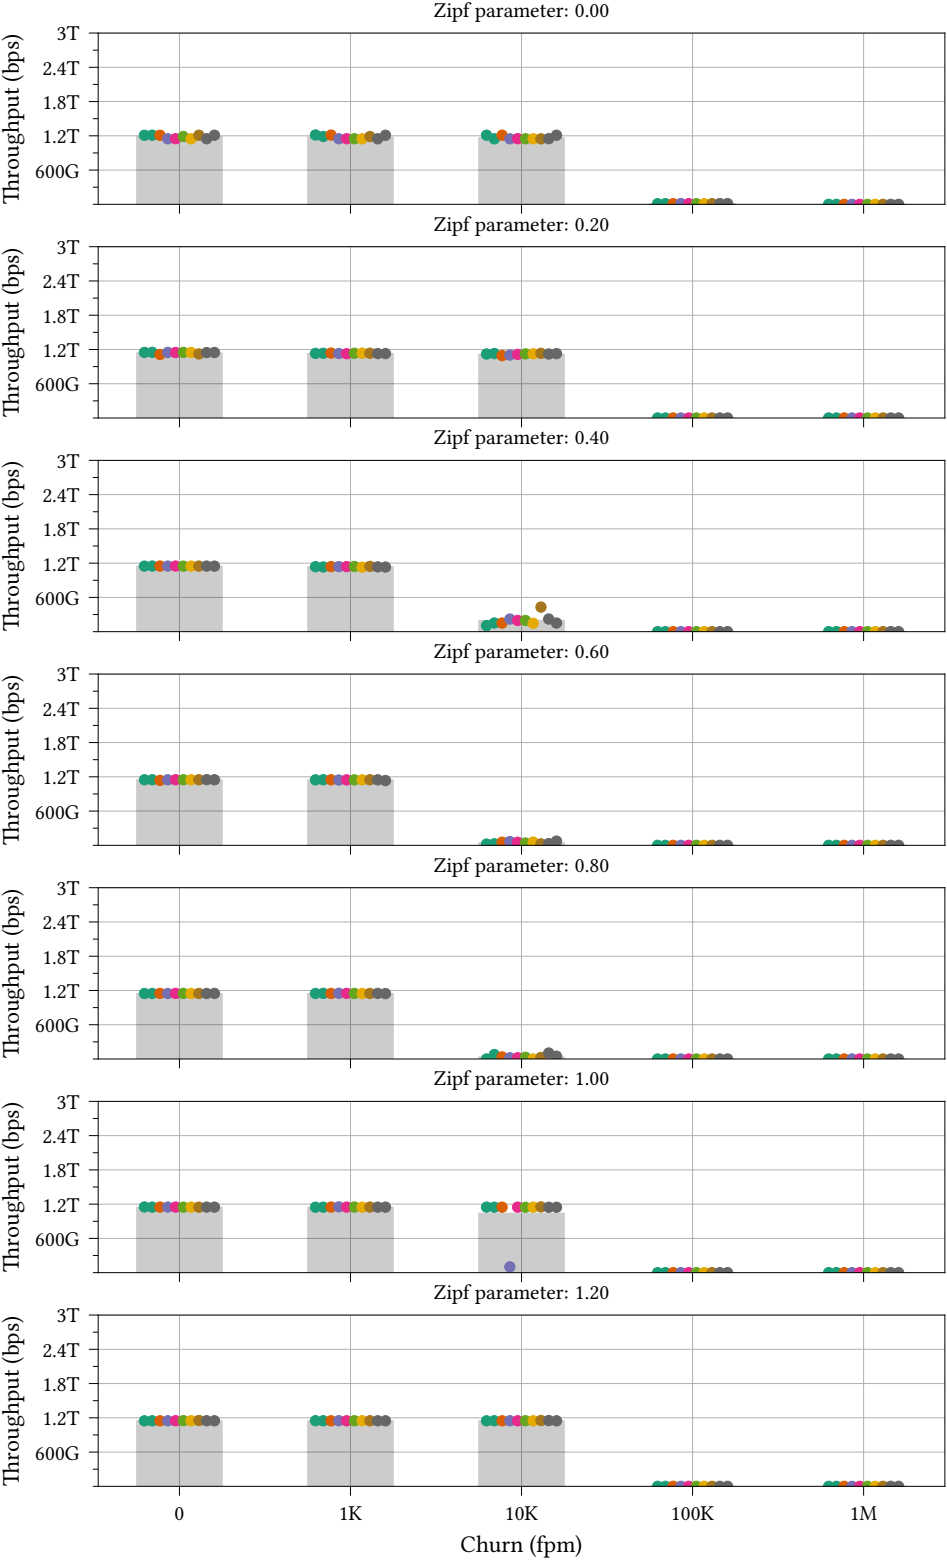 Zipf parameter: 0.00
3T
2.4T
1.8T
1.2T
600G
Throughput (bps)
Zipf parameter: 0.20
3T
2.4T
1.8T
1.2T
600G
Throughput (bps)
Zipf parameter: 0.40
3T
2.4T
1.8T
1.2T
600G
Throughput (bps)
Zipf parameter: 0.60
3T
2.4T
1.8T
1.2T
600G
Throughput (bps)
Zipf parameter: 0.80
3T
2.4T
1.8T
1.2T
600G
Throughput (bps)
Zipf parameter: 1.00
3T
2.4T
1.8T
1.2T
600G
Throughput (bps)
Zipf parameter: 1.20
3T
2.4T
1.8T
1.2T
600G
Throughput (bps)
0 1K 10K 100K 1M
Churn (fpm)